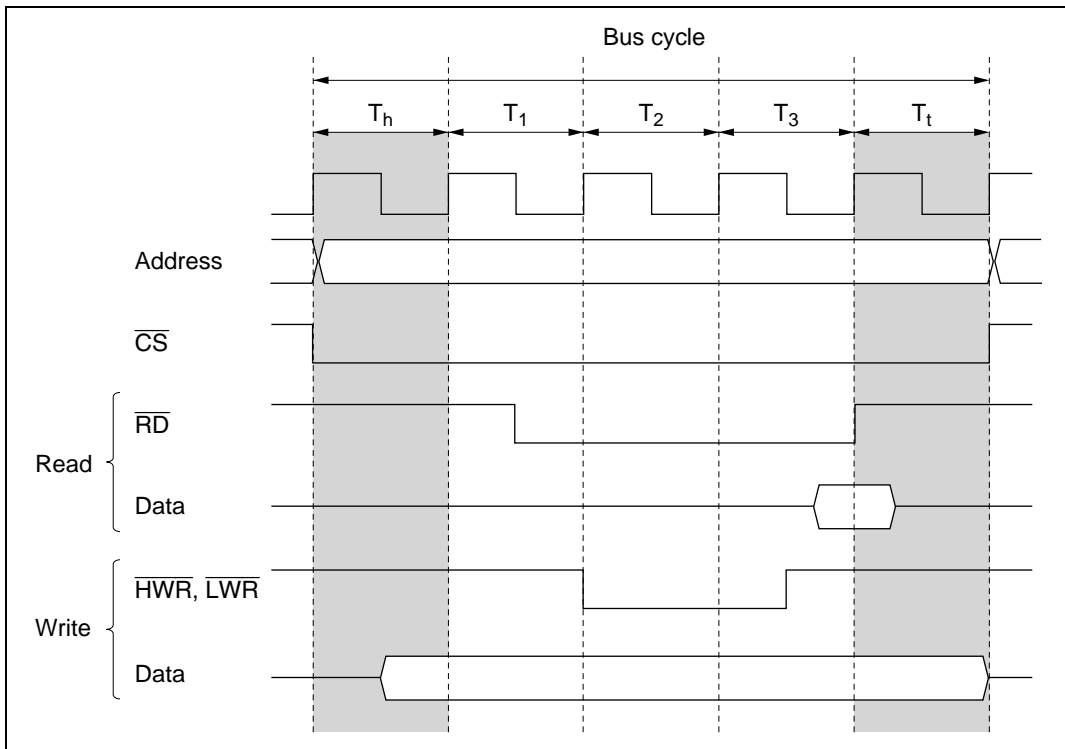 Bus cycle
Th T1 T2 T3 Tt
Address
CS
RD
Read
Data
HWR, LWR
Write
Data